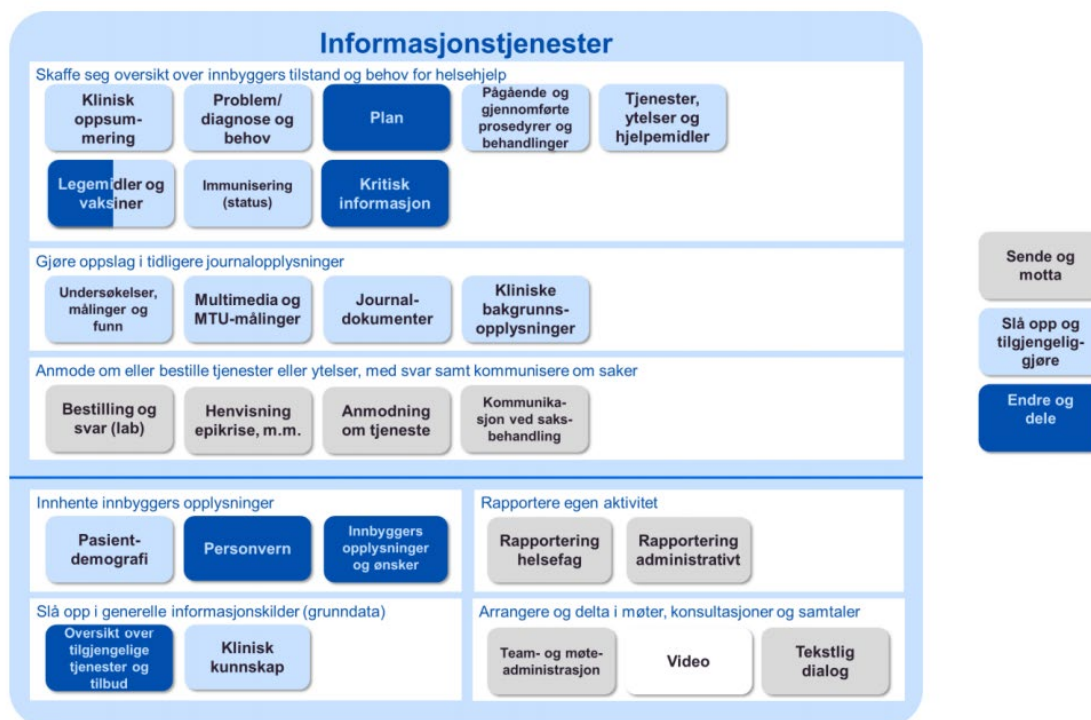 Informasjonstjenester
Skaffe seg oversikt over innbyggers tilstand og behov for helsehjelp
Klinisk
oppsum-
mering
Problem/
diagnose og
behov
Plan
Pågående og
gjennomførte
prosedyrer og
behandlinger
Tjenester,
ytelser og
hjelpemidler
Legemidler og
vaksiner
Immunisering
(status)
Kritisk
informasjon
Gjøre oppslag i tidligere journalopplysninger
Undersøkelser,
målinger og
funn
Multimedia og
MTU-målinger
Journal-
dokumenter
Kliniske
bakgrunns-
opplysninger
Anmode om eller bestille tjenester eller ytelser, med svar samt kommunisere om saker
Bestilling og
svar (lab)
Henvisning
epikrise, m.m.
Anmodning
om tjeneste
Kommunika-
sjon ved saks-
behandling
Innhente innbyggers opplysninger
Pasient-
demografi
Personvern
Innbyggers
opplysninger
og ønsker
Rapportere egen aktivitet
Rapportering
helsefag
Rapportering
administrativt
Slå opp i generelle informasjonskilder (grunndata)
Oversikt over
tilgjengelige
tjenester og
tilbud
Klinisk
kunnskap
Arrangere og delta i møter, konsultasjoner og samtaler
Team- og møte-
administrasjon
Video
Tekstlig
dialog
Sende og
motta
Slå opp og
tilgjengelig-
gjøre
Endre og
dele